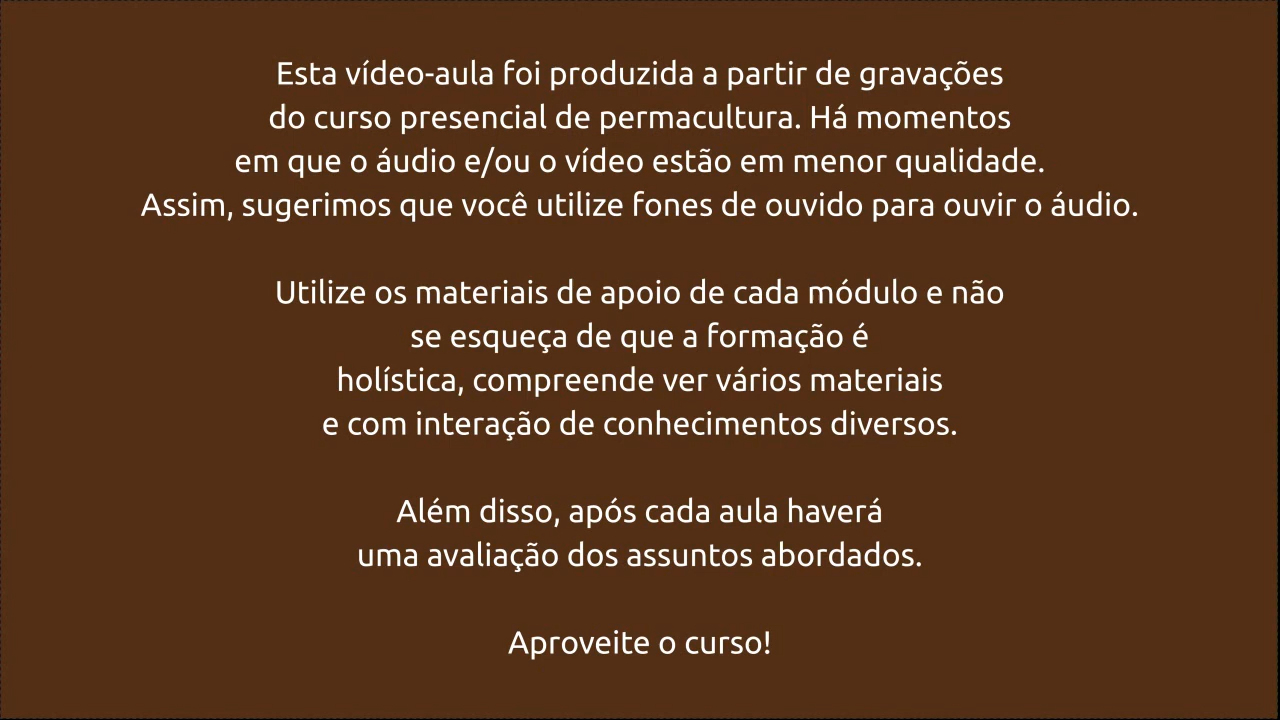 Esta vídeo-aula foi produzida a partir de gravações
do curso presencial de permacultura. Há momentos
em que o áudio e/ou o vídeo estão em menor qualidade.
Assim, sugerimos que você utilize fones de ouvido para ouvir o áudio.
Utilize os materiais de apoio de cada módulo e não
se esqueça de que a formação é
holística, compreende ver vários materiais
e com interação de conhecimentos diversos.
Além disso, após cada aula haverá
uma avaliação dos assuntos abordados.
Aproveite o curso!